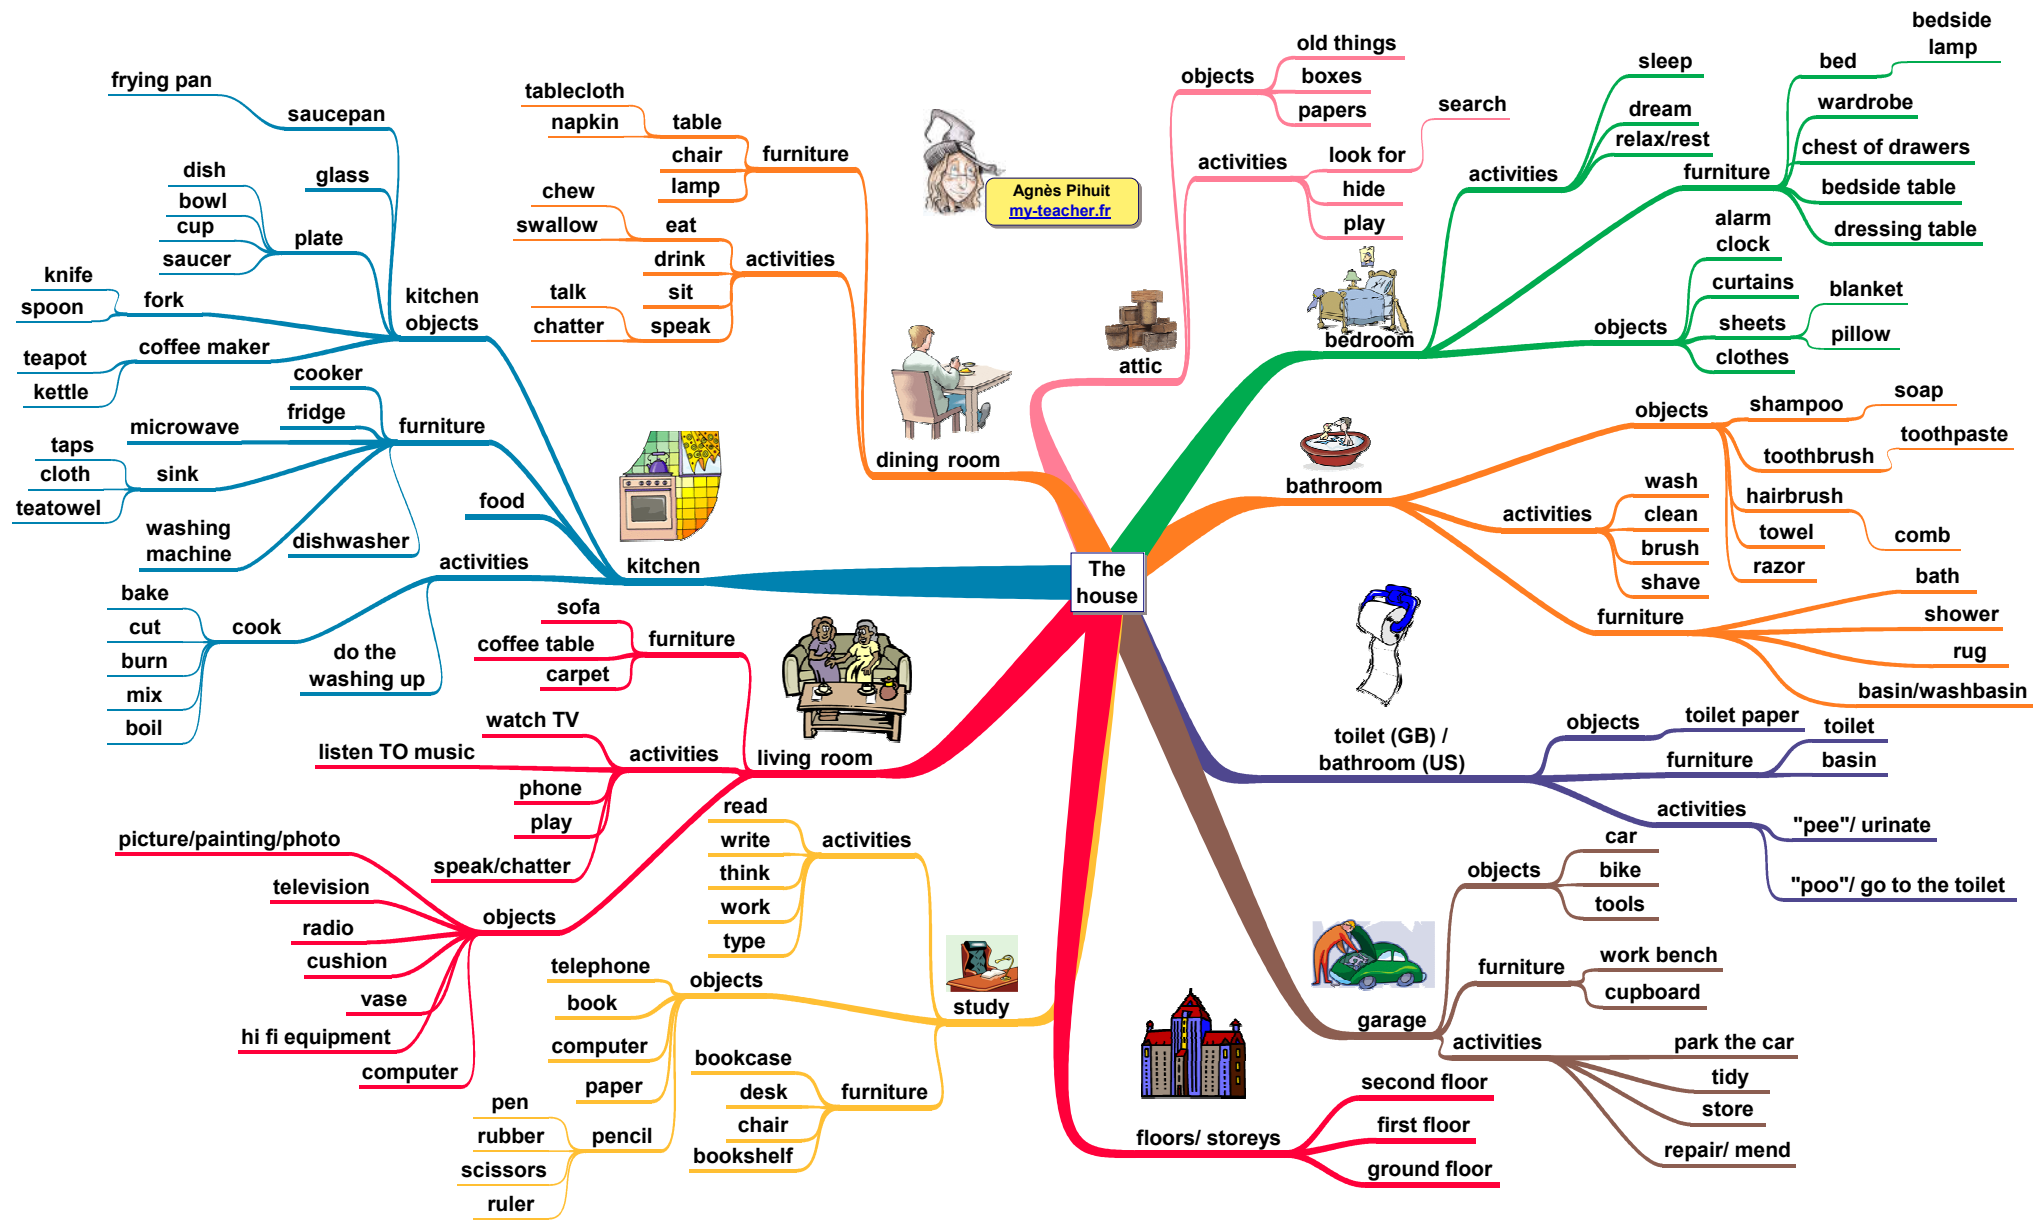 The
house
Agnès Pihuit
my-teacher.fr
attic
objects
old things
boxes
papers
activities
look for
search
hide
play
bedroom
activities
sleep
dream
relax/rest
furniture
bed
bedside
lamp
wardrobe
chest of drawers
bedside table
dressing table
objects
alarm
clock
curtains
sheets
blanket
pillow
clothes
bathroom
objects
shampoo
soap
toothbrush
toothpaste
hairbrush
comb
towel
razor
activities
wash
clean
brush
shave
furniture
bath
shower
rug
basin/washbasin
toilet (GB) /
bathroom (US)
objects
toilet paper
furniture
toilet
basin
activities
"pee"/ urinate
"poo"/ go to the toilet
garage
objects
car
bike
tools
furniture
work bench
cupboard
activities
park the car
tidy
store
repair/ mend
floors/ storeys
second floor
first floor
ground floor
study
activities
read
write
think
work
type
objects
telephone
book
computer
paper
pencil
pen
rubber
scissors
ruler
furniture
bookcase
desk
chair
bookshelf
living room
furniture
sofa
coffee table
carpet
activities
watch TV
listen TO music
phone
play
speak/chatter
objects
picture/painting/photo
television
radio
cushion
vase
hi fi equipment
computer
kitchen
kitchen
objects
saucepan
frying pan
glass
plate
dish
bowl
cup
saucer
fork
knife
spoon
coffee maker
teapot
kettle
furniture
cooker
fridge
microwave
sink
taps
cloth
teatowel
washing
machine
dishwasher
food
activities
cook
bake
cut
burn
mix
boil
do the
washing up
dining room
furniture
table
tablecloth
napkin
chair
lamp
activities
eat
chew
swallow
drink
sit
speak
talk
chatter